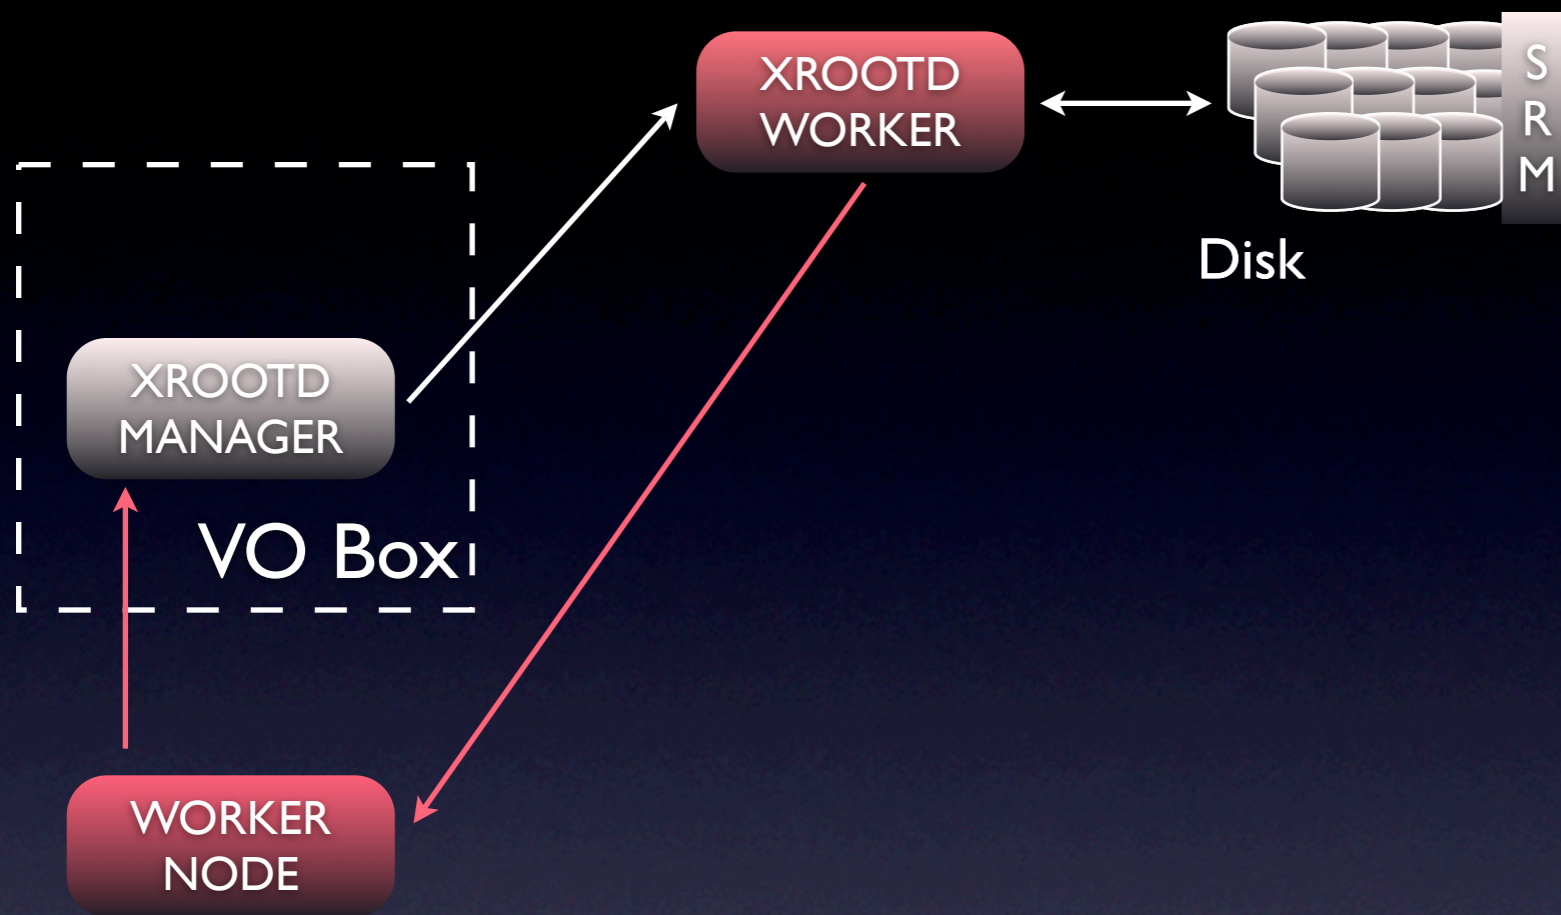 XROOTD
WORKER
S
R
M
Disk
XROOTD
MANAGER
VO Box
WORKER
NODE